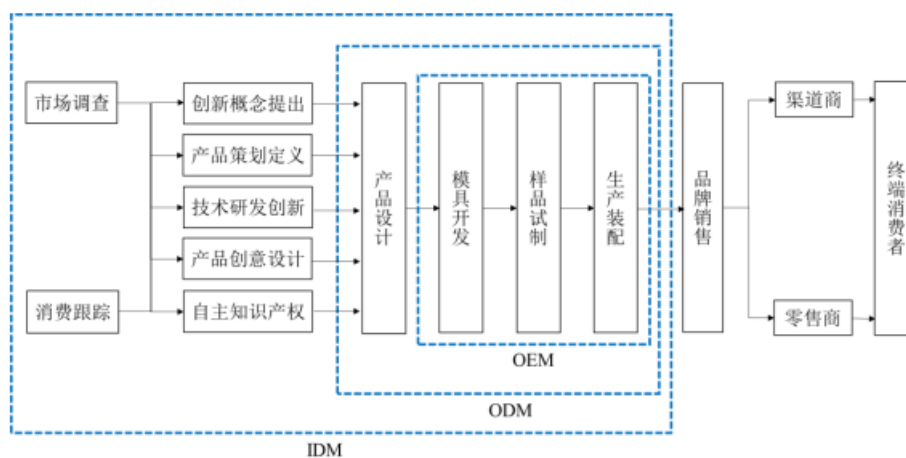 市场调查
消费跟踪
创新概念提出
产品策划定义
技术研发创新
产品创意设计
自主知识产权
产品设计
模具开发
样品试制
生产装配
品牌销售
渠道商
零售商
终端消费者
OEM
ODM
IDM